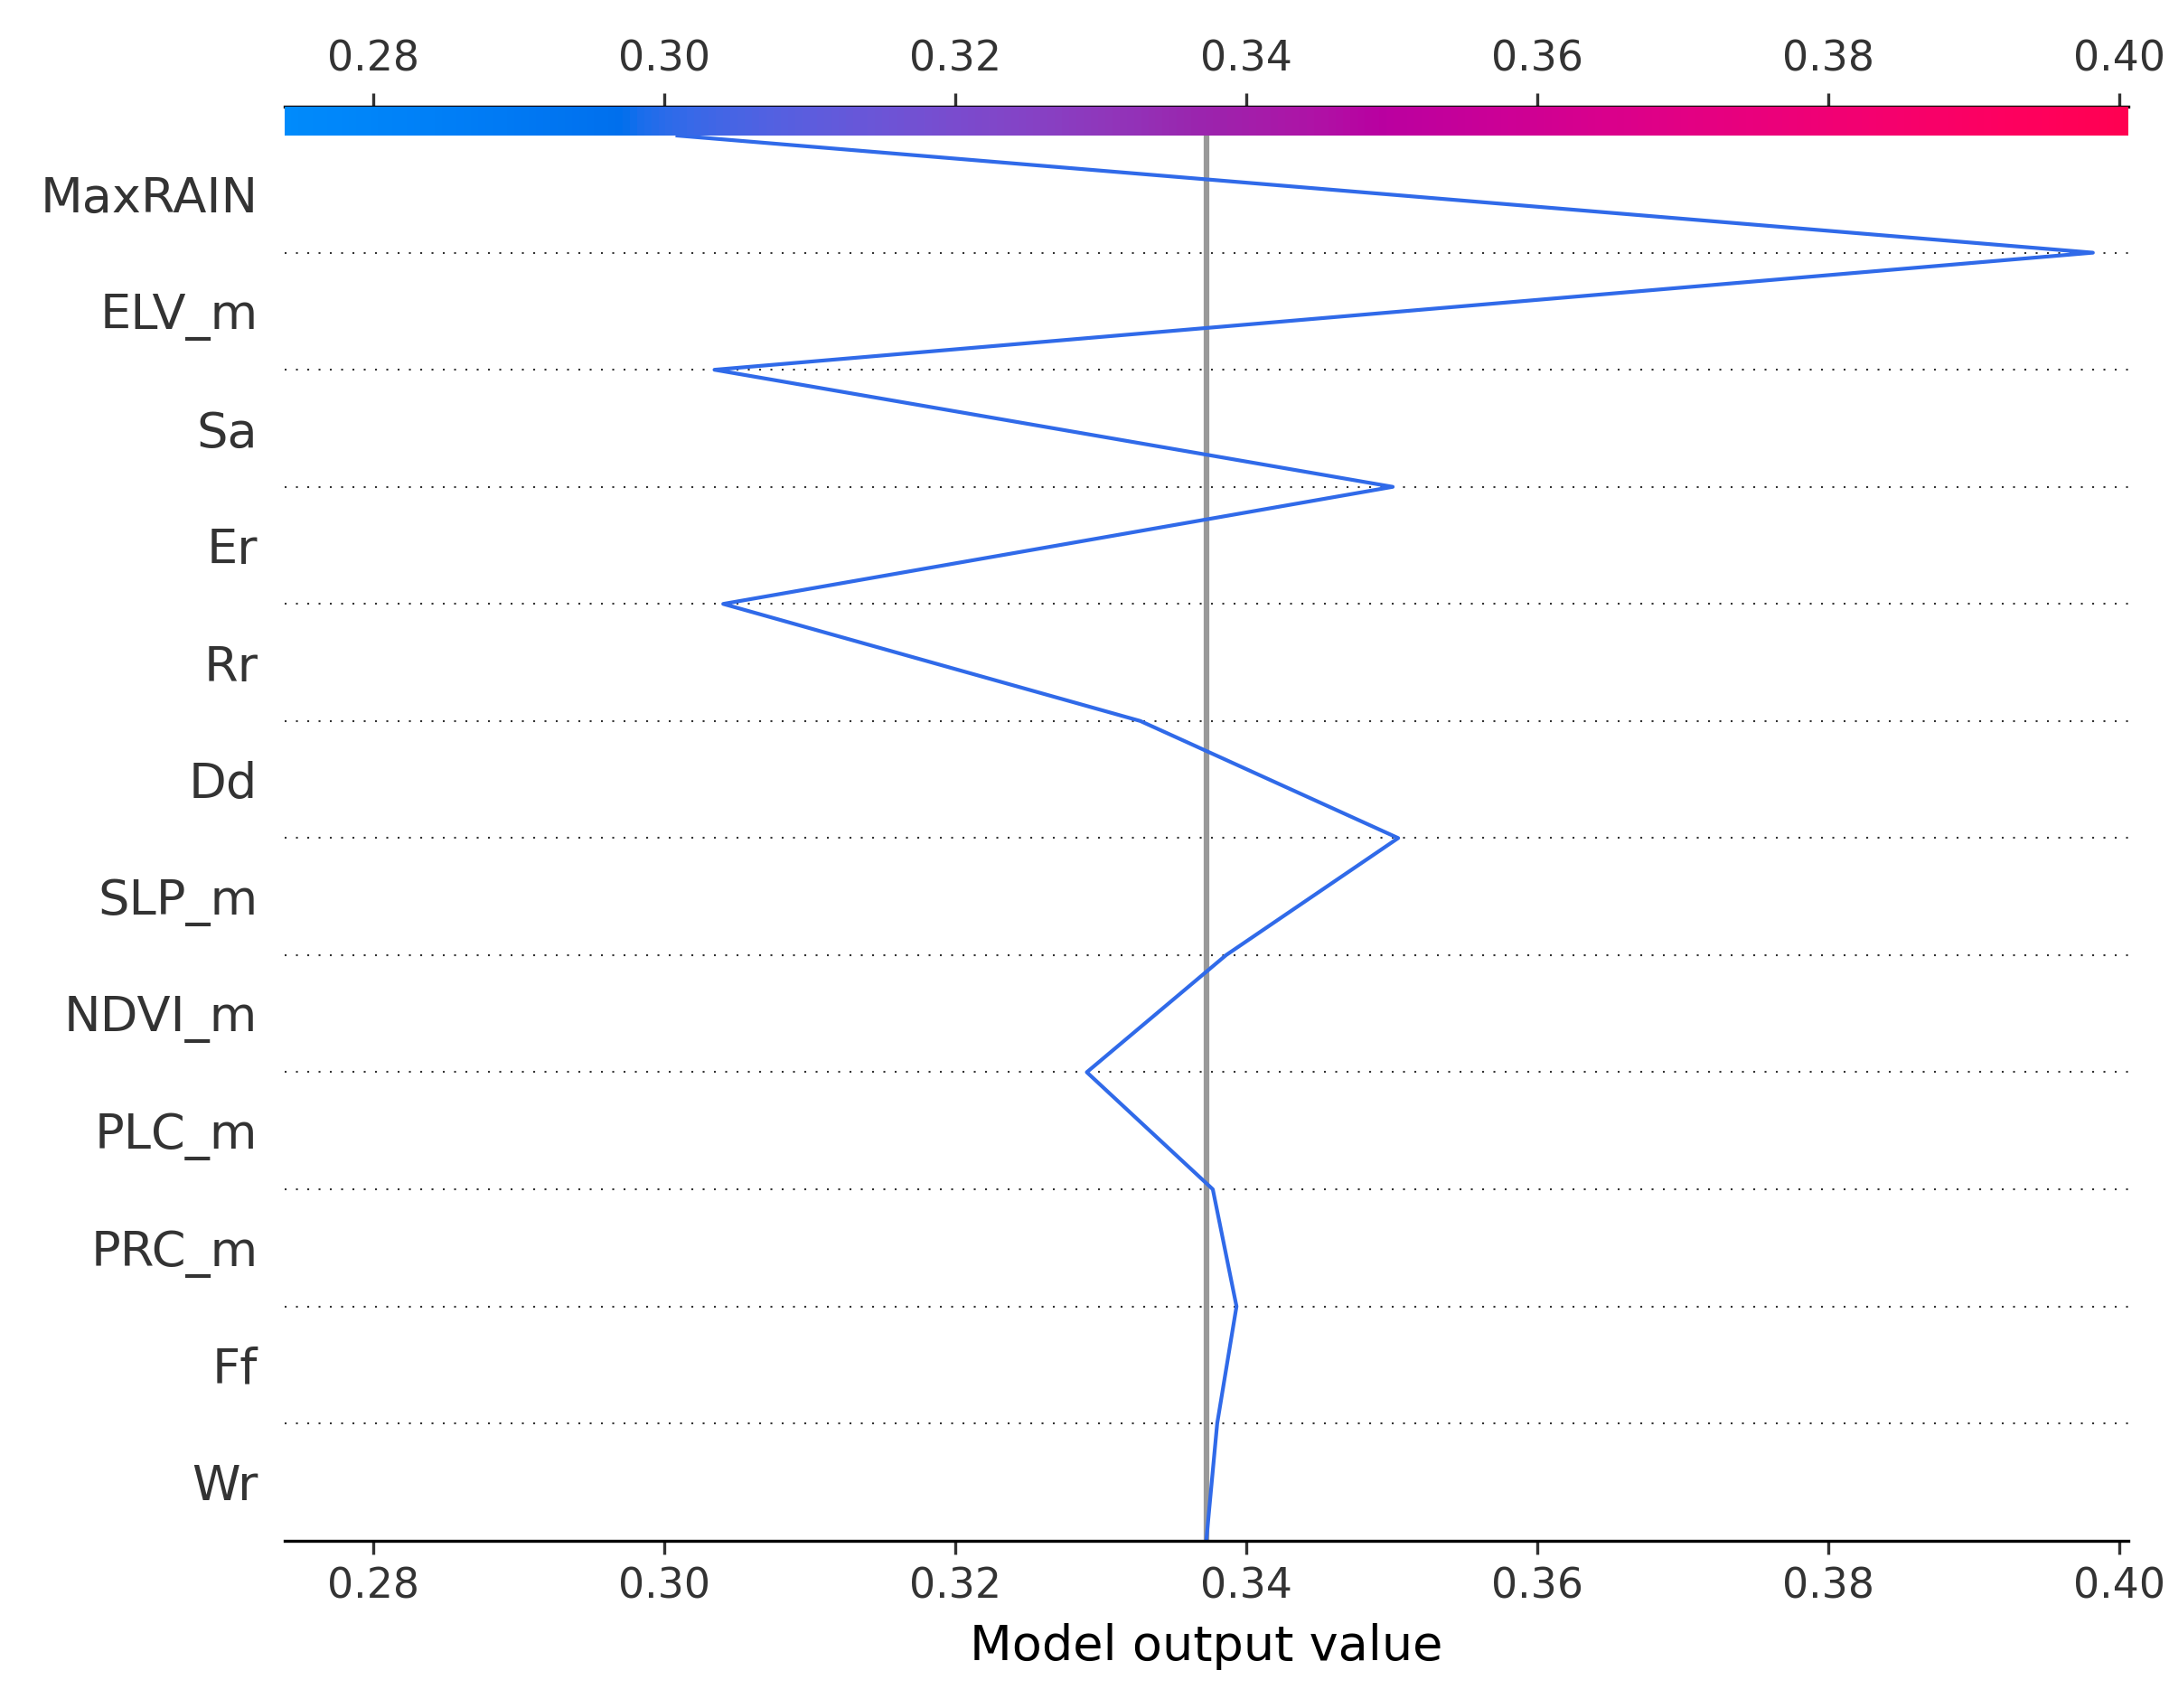 0.28 0.30 0.32 0.34 0.36 0.38 0.40
MaxRAIN
ELV_m
Sa
Er
Rr
Dd
SLP_m
NDVI_m
PLC_m
PRC_m
Ff
Wr
0.28 0.30 0.32 0.34 0.36 0.38 0.40
Model output value